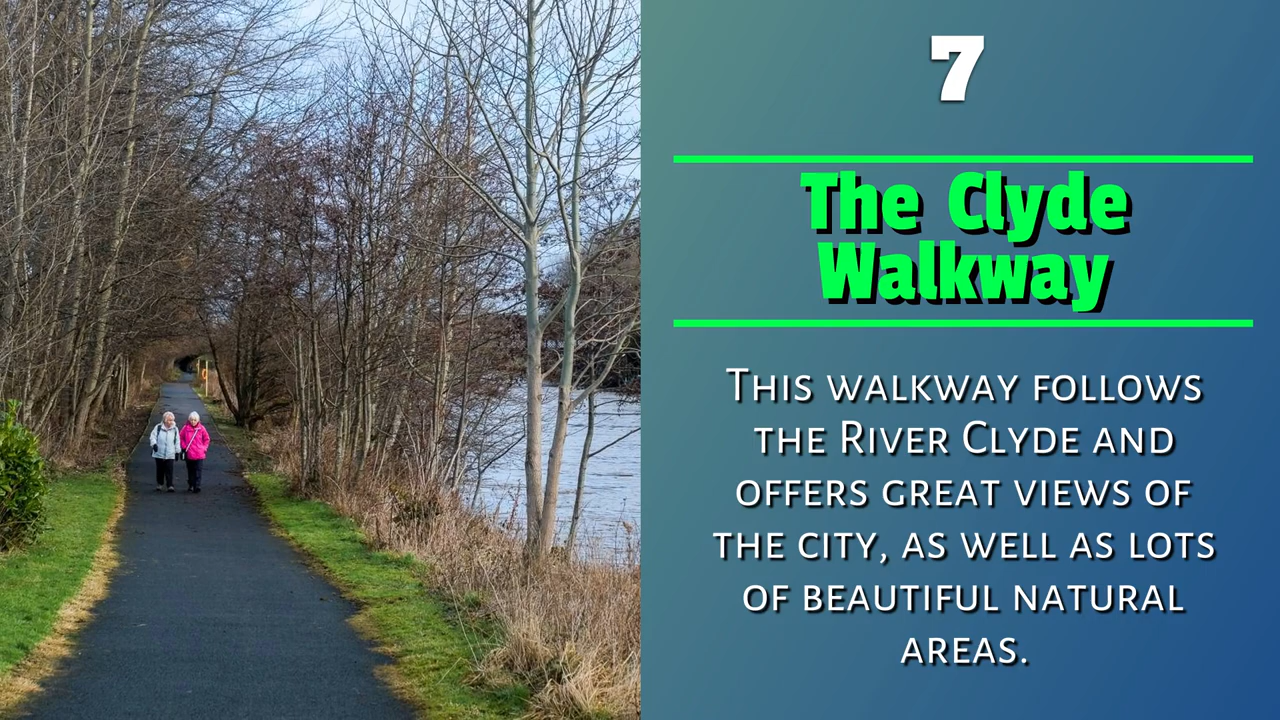 7
The Clyde
Walkway
This walkway follows
the River Clyde and
offers great views of
the city, as well as lots
of beautiful natural
areas.